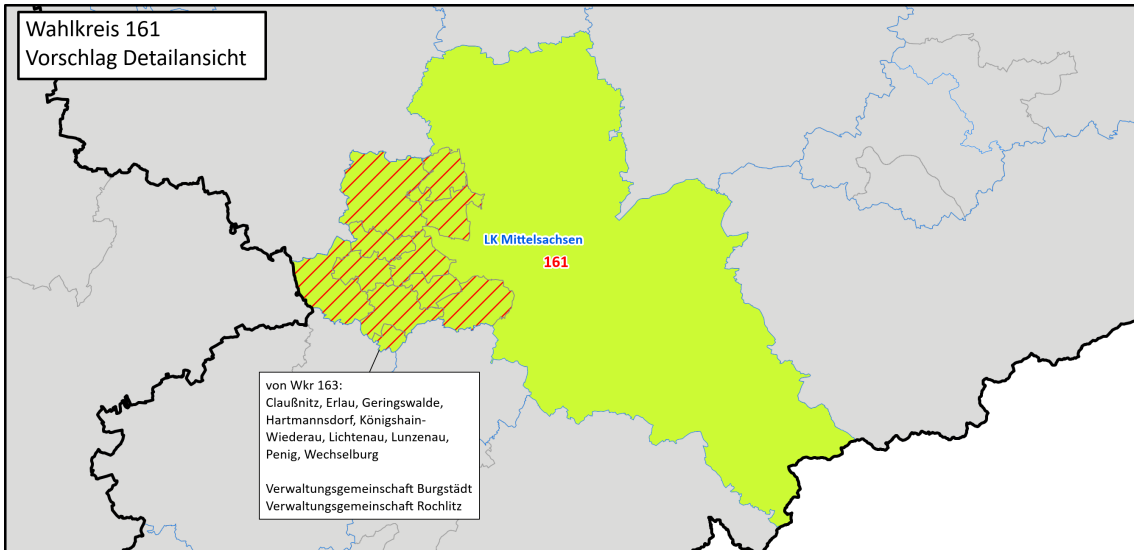 Wahlkreis 161
Vorschlag Detailansicht
LK Mittelsachsen
161
von Wkr 163:
Claußnitz, Erlau, Geringswalde,
Hartmannsdorf, Königshain-
Wiederau, Lichtenau, Lunzenau,
Penig, Wechselburg
Verwaltungsgemeinschaft Burgstädt
Verwaltungsgemeinschaft Rochlitz